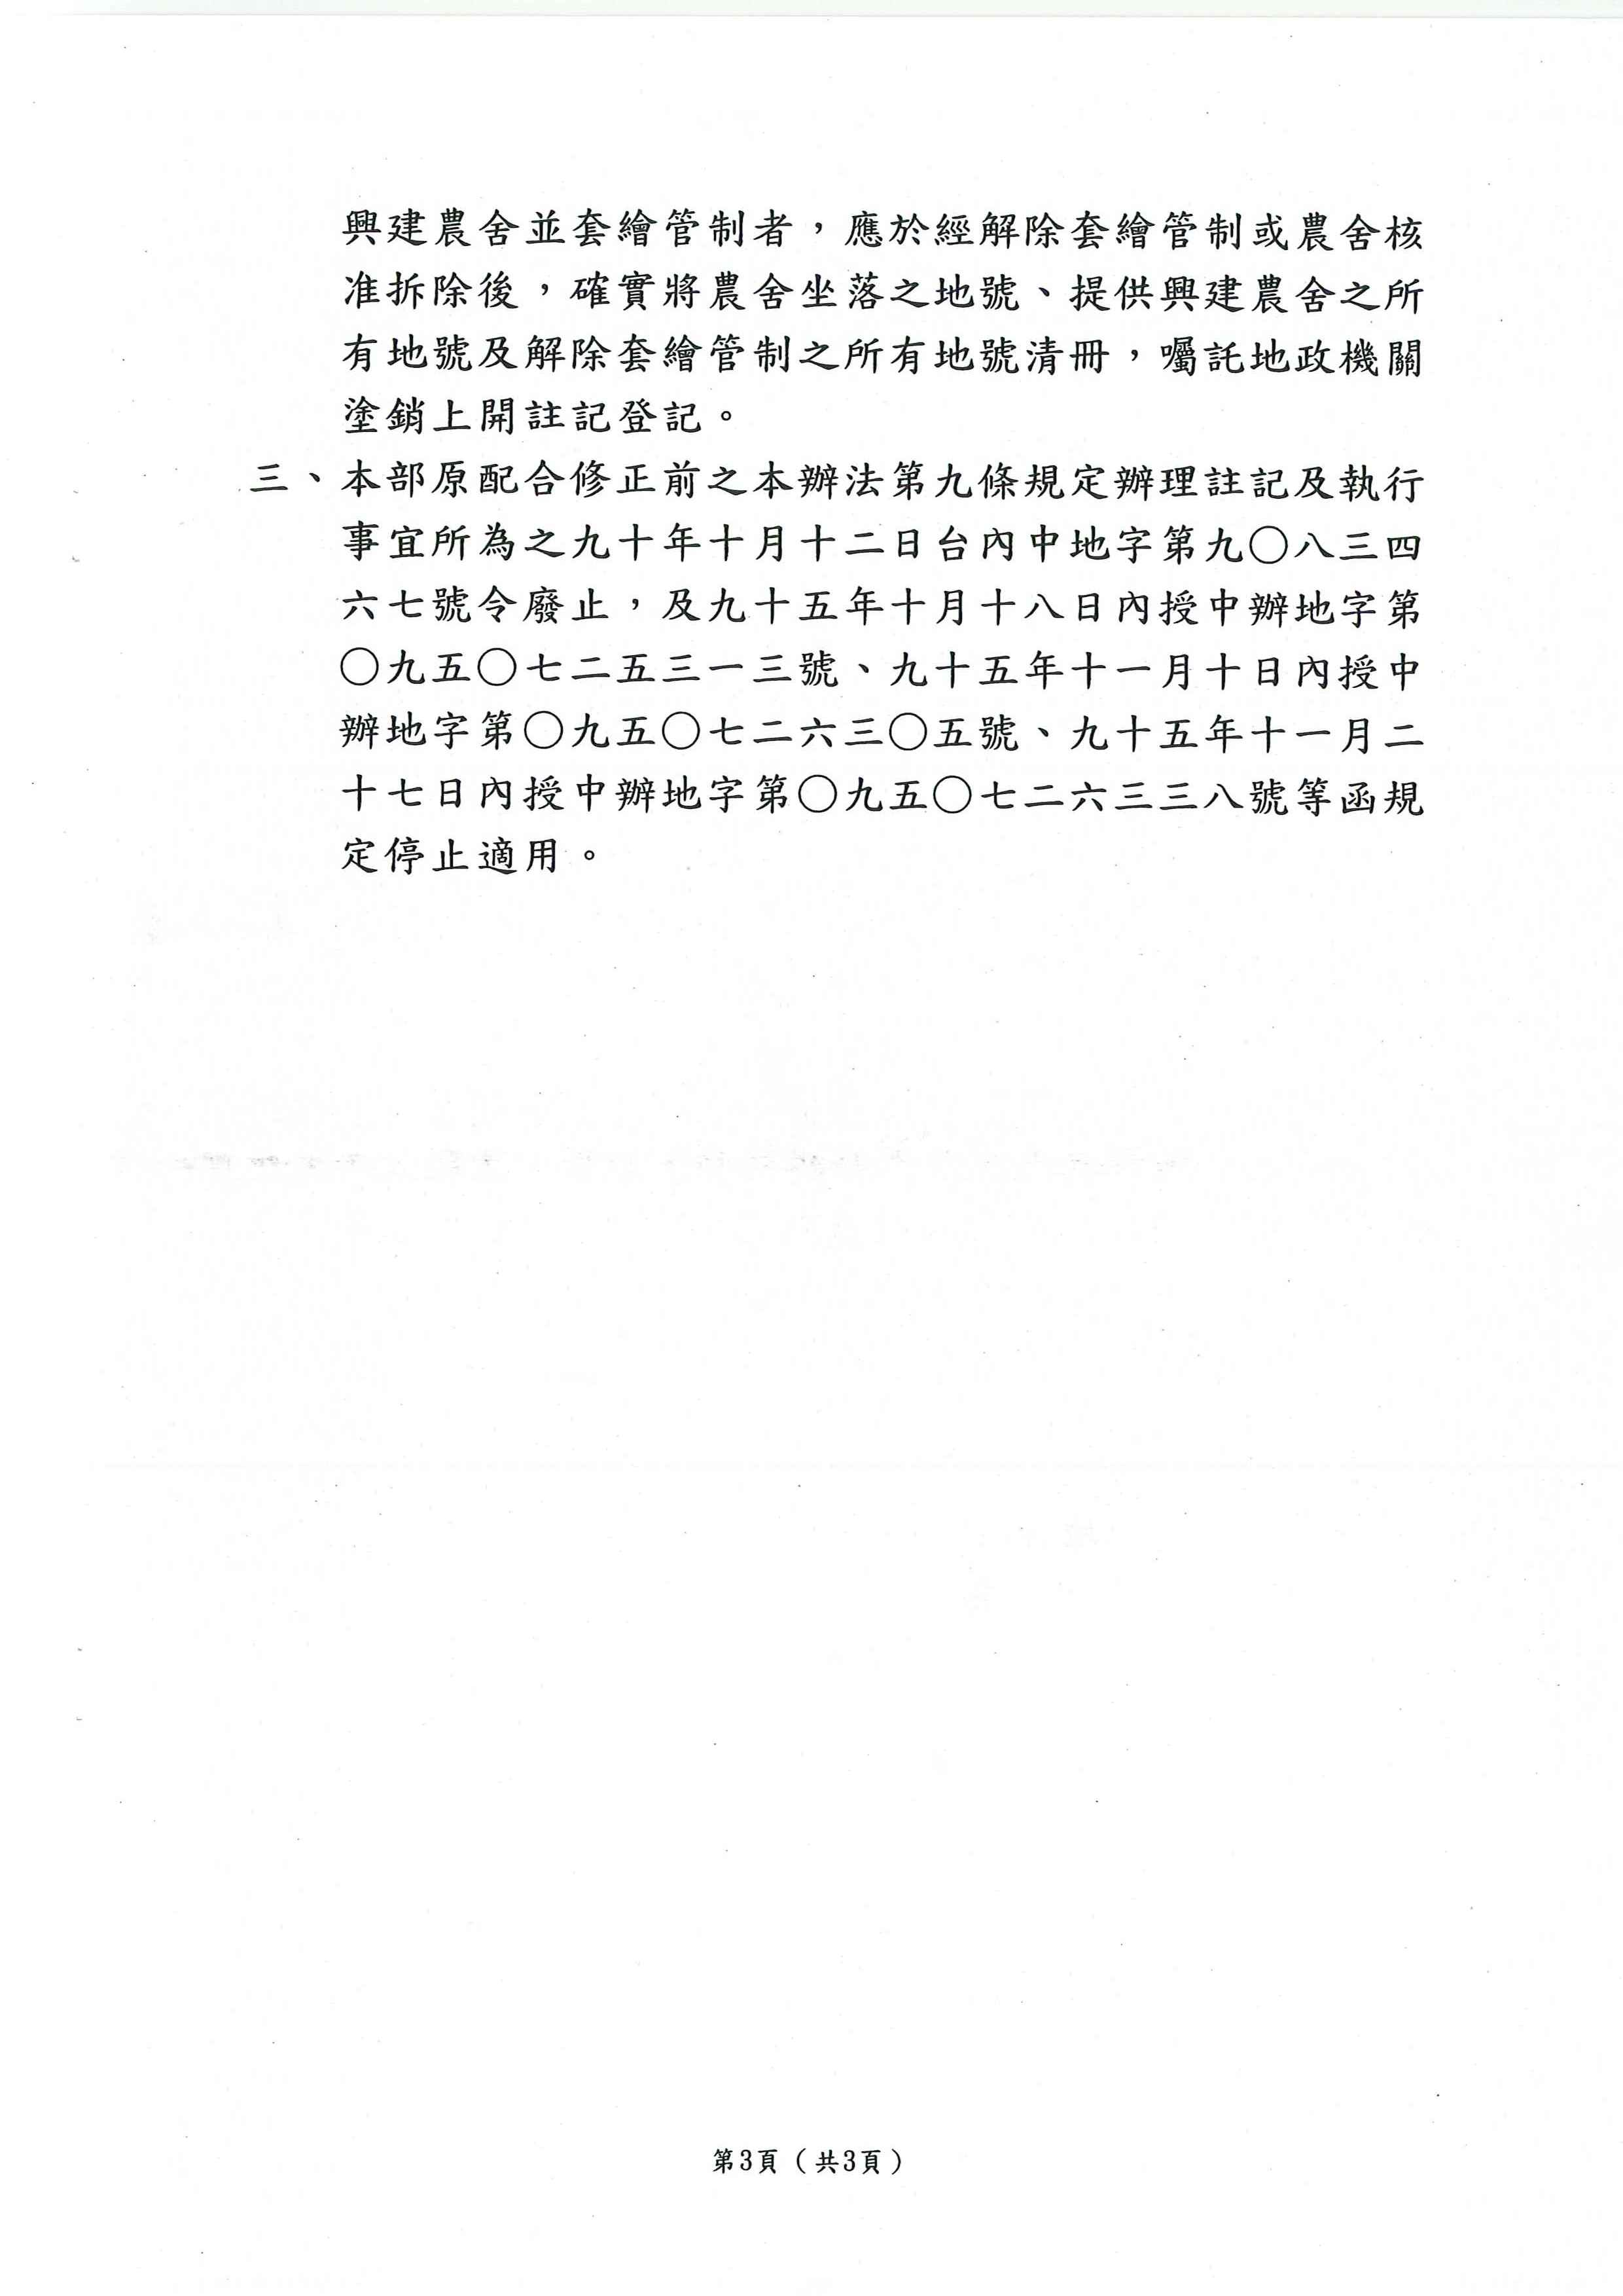 興建農舍並套繪管制者，應於經解除套繪管制或農舍核
准拆除後，確實將農舍坐落之地號、提供興建農舍之所
有地號及解除套繪管制之所有地號清冊，囑託地政機關
塗銷上開註記登記。
三、本部原配合修正前之本辦法第九條規定辦理註記及執行
事宜所為之九十年十月十二日台內中地字第九〇八三四
六七號令廢止，及九十五年十月十八日內授中辦地字第
〇九五〇七二五三一三號、九十五年十一月十日內授中
辦地字第〇九五〇七二六三〇五號、九十五年十一月二
十七日內授中辦地字第〇九五〇七二六三三八號等函規
定停止適用。
第3頁（共3頁）